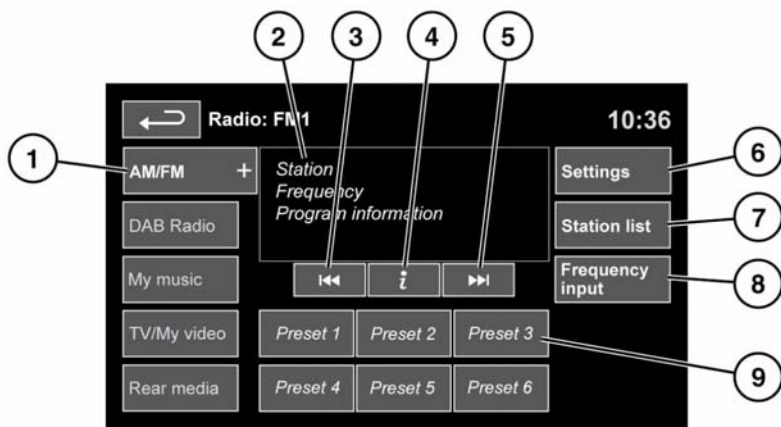 2
3
4
5
Radio: FM1
10:36
1
AM/FM +
Station
Frequency
Program information
Settings
6
DAB Radio
Station list
7
My music
i
Frequency
input
8
TV/My video
Preset 1
Preset 2
Preset 3
9
Rear media
Preset 4
Preset 5
Preset 6